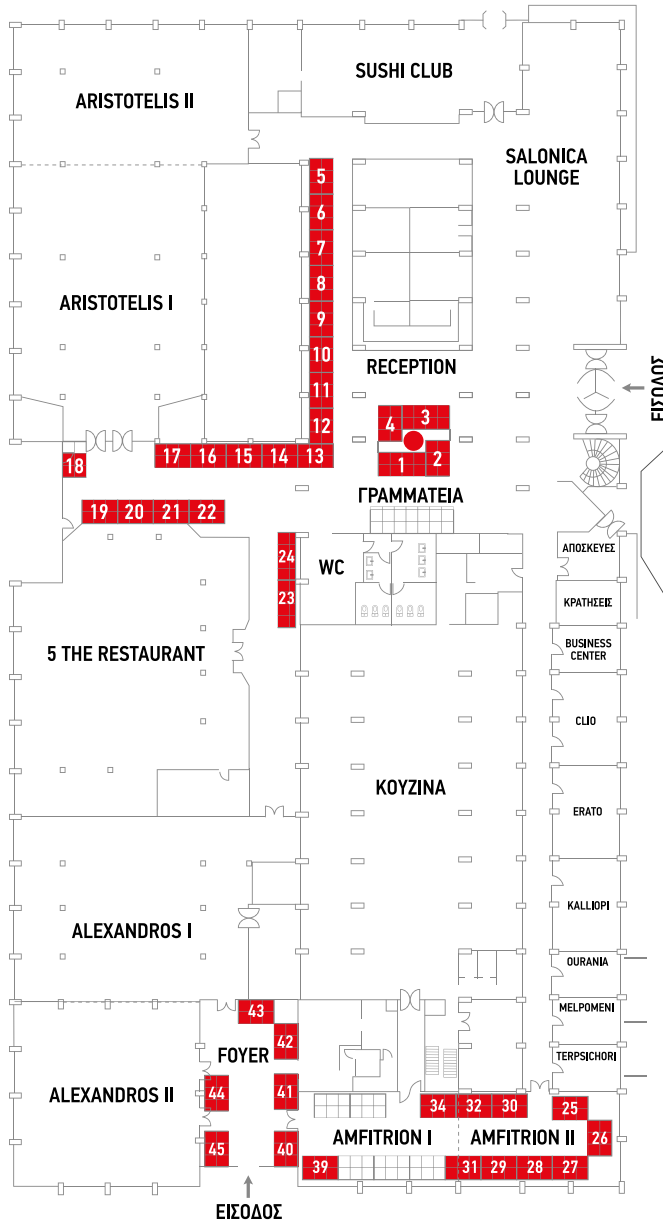 SUSHI CLUB
ARISTOTELIS II
SALONICA
LOUNGE
5
6
7
8
9
10
11
12
ARISTOTELIS I
RECEPTION
ΕΙΣΟΔΟΣ
4
3
1
2
17
16
15
14
13
18
ΓΡΑΜΜΑΤΕΙΑ
19
20
21
22
24
23
WC
ΑΠΟΣΚΕΥΕΣ
ΚΡΑΤΗΣΕΙΣ
BUSINESS
CENTER
5 THE RESTAURANT
CLIO
ΚΟΥΖΙΝΑ
ERATO
KALLIOPI
ALEXANDROS I
OURANIA
MELPOMENI
TERPSICHORI
43
42
FOYER
41
44
ALEXANDROS II
45
40
34
32
30
25
26
AMFITRION I
AMFITRION II
39
31
29
28
27
ΕΙΣΟΔΟΣ